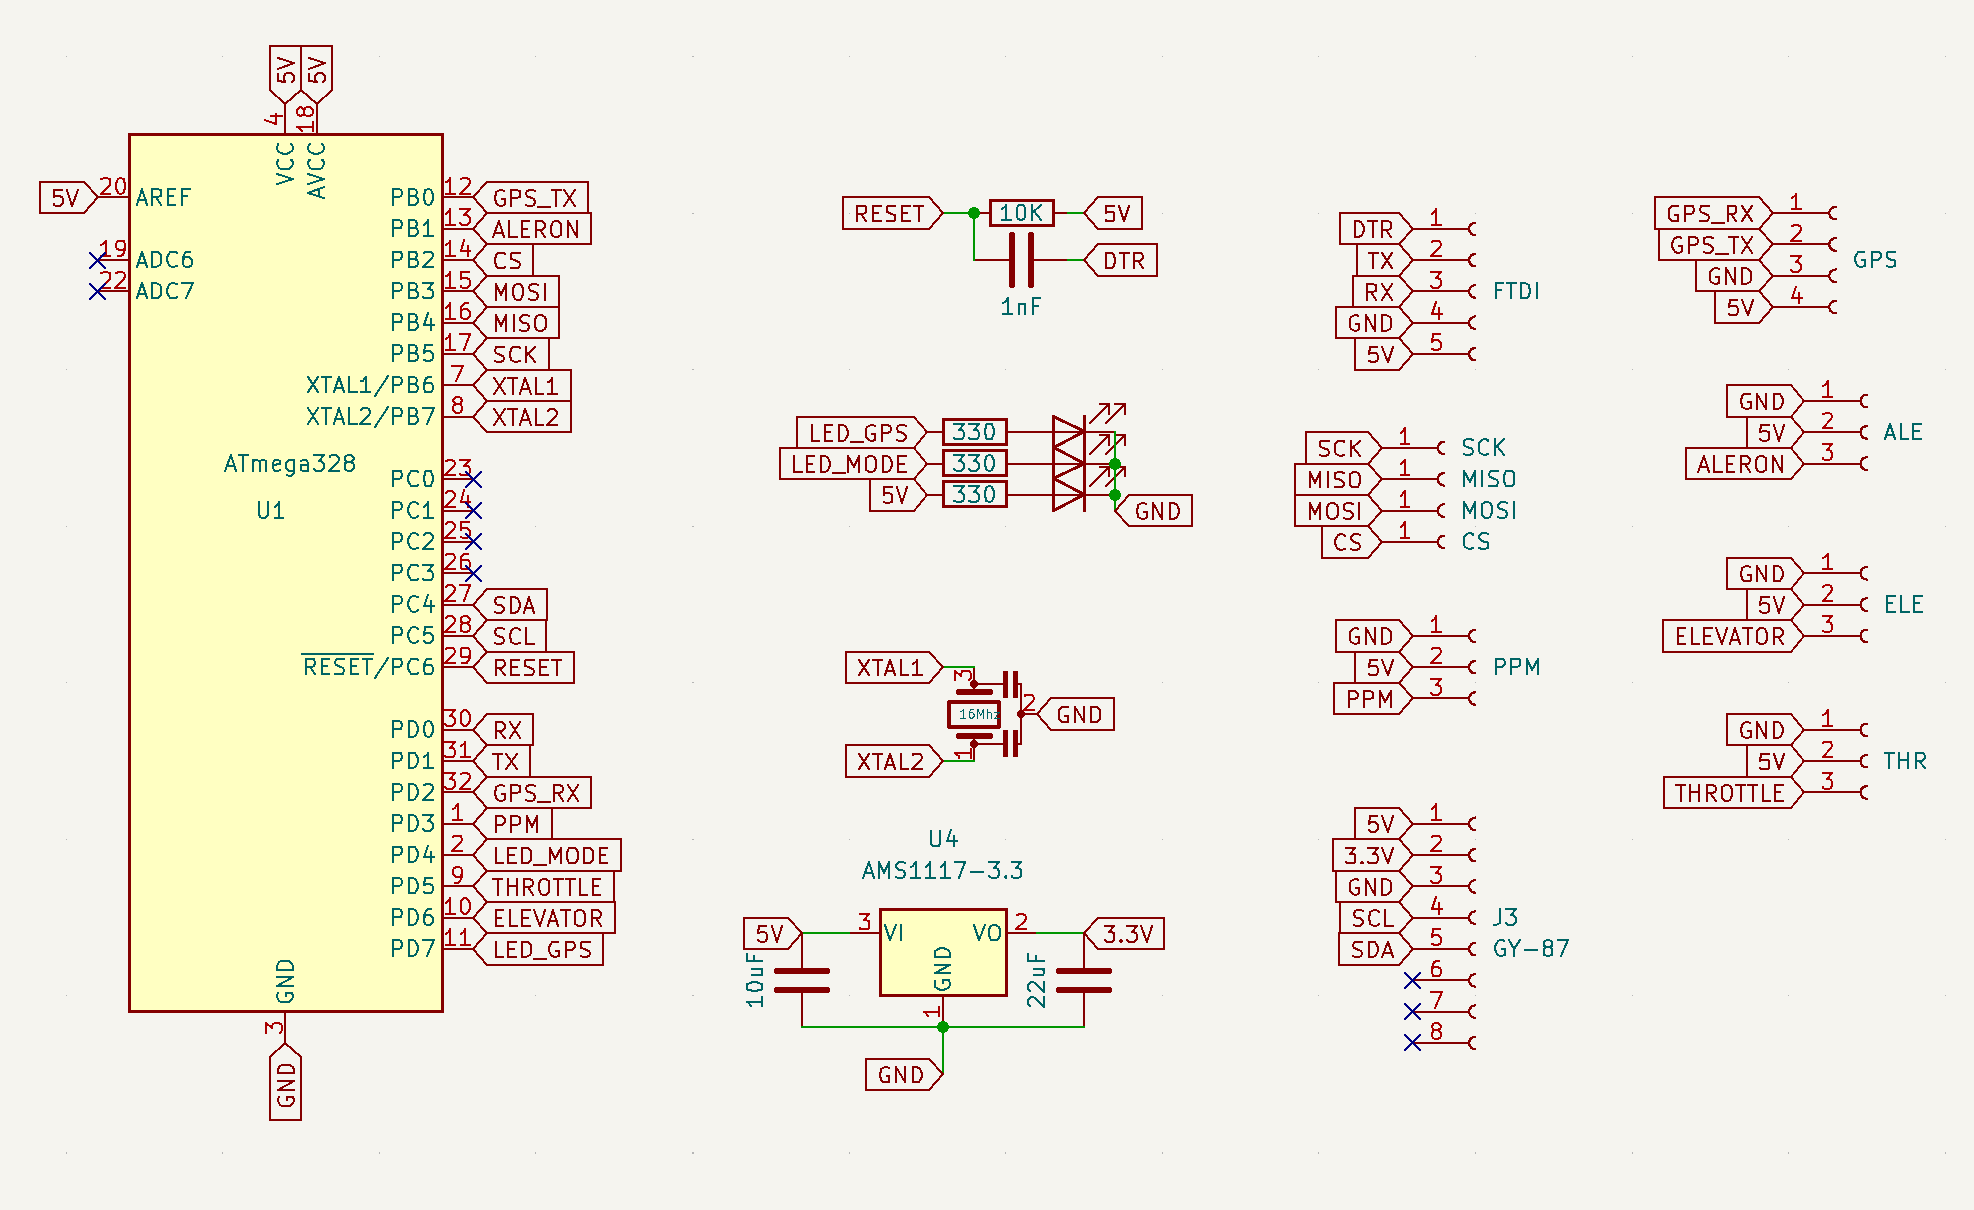 5V
5V
4
18
VCC
AVCC
5V
20
AREF
19
ADC6
22
ADC7
PB0
12
GPS_TX
PB1
13
ALERON
PB2
14
CS
PB3
15
MOSI
PB4
16
MISO
PB5
17
SCK
XTAL1/PB6
7
XTAL1
XTAL2/PB7
8
XTAL2
ATmega328
U1
PC0
23
PC1
24
PC2
25
PC3
26
PC4
27
SDA
PC5
28
SCL
RESET/PC6
29
RESET
PD0
30
RX
PD1
31
TX
PD2
32
GPS_RX
PD3
1
PPM
PD4
2
LED_MODE
PD5
9
THROTTLE
PD6
10
ELEVATOR
PD7
11
LED_GPS
GND
3
GND
RESET
10K
5V
DTR
1nF
LED_GPS
330
LED_MODE
330
5V
330
GND
XTAL1
3
16Mhz
2
GND
XTAL2
1
U4
AMS1117-3.3
5V
3
VI
VO
2
3.3V
10uF
GND
22uF
1
GND
DTR
1
TX
2
RX
3
FTDI
GND
4
5V
5
SCK
1
SCK
MISO
1
MISO
MOSI
1
MOSI
CS
1
CS
GND
1
5V
2
PPM
PPM
3
5V
1
3.3V
2
GND
3
SCL
4
J3
SDA
5
GY-87
6
7
8
GPS_RX
1
GPS_TX
2
GPS
GND
3
5V
4
GND
1
5V
2
ALE
ALERON
3
GND
1
5V
2
ELE
ELEVATOR
3
GND
1
5V
2
THR
THROTTLE
3